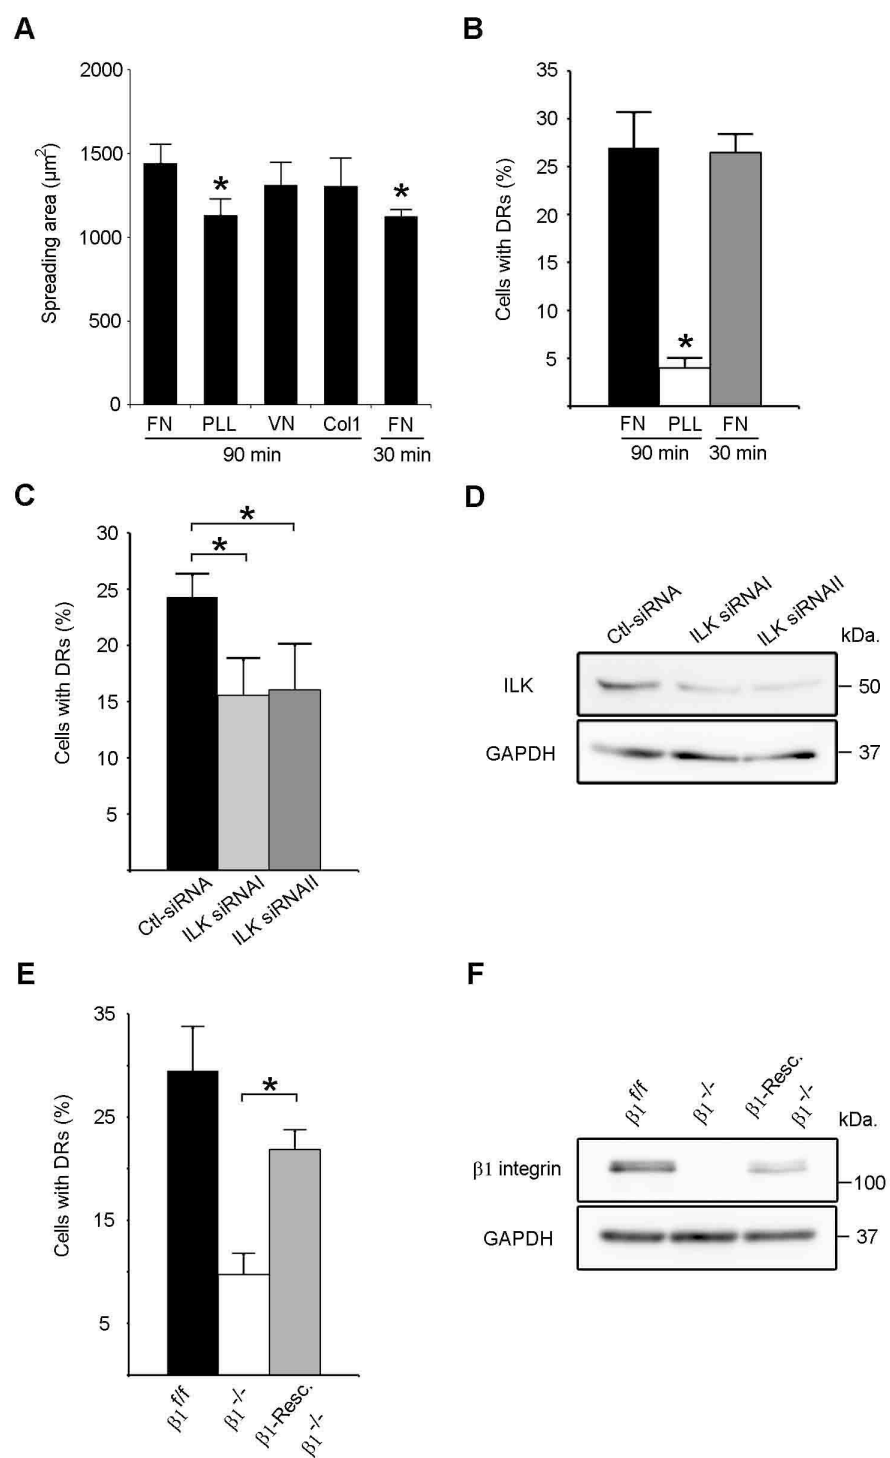 A
2000
1500
1000
500
0
Spreading area (µm²)
*
*
FN PLL VN Col1 FN
90 min 30 min
B
35
30
25
20
15
10
5
Cells with DRs (%)
*
FN PLL FN
90 min 30 min
C
30
25
20
15
10
5
Cells with DRs (%)
*
*
Ctl-siRNA
ILK siRNAI
ILK siRNAII
D
Ctl-siRNA
ILK siRNAI
ILK siRNAII
kDa.
ILK
50
GAPDH
37
E
35
25
15
5
Cells with DRs (%)
*
β1 f/f
β1 -/-
β1-Resc.
β1 -/-
F
β1 f/f
β1 -/-
β1-Resc.
β1 -/-
kDa.
β1 integrin
100
GAPDH
37